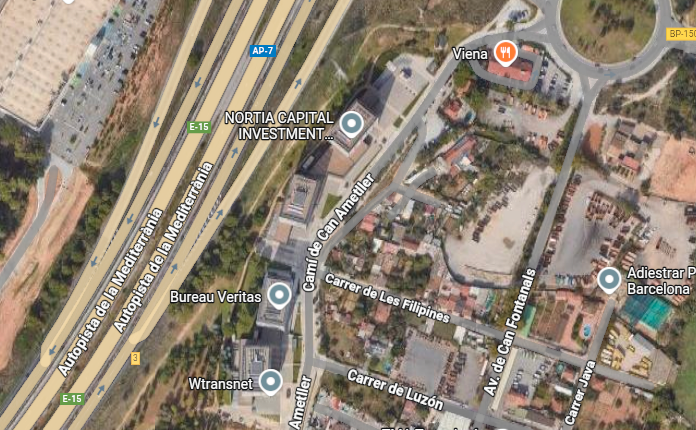 BP-150
Viena
AP-7
NORTIA CAPITAL
INVESTMENT...
E-15
Autopista de la Mediterrània
Autopista de la Mediterrània
Camí de Can Ametller
Adiestrar P
Barcelona
Bureau Veritas
Carrer de Les Filipines
Av. de Can Fontanals
3
Wtransnet
Carrer de Luzón
Carrer Java
E-15
Ametller